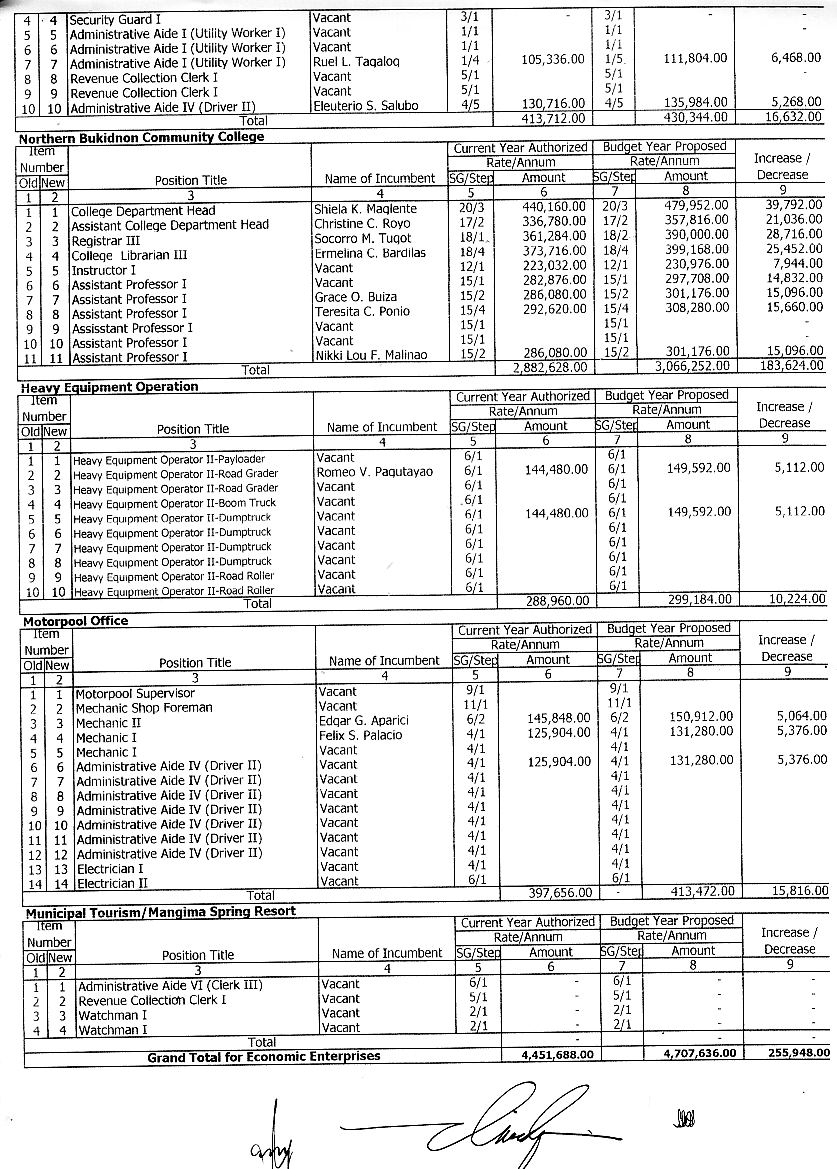 4 4 Security Guard I Vacant 3/1 - 3/1 - -
5 5 Administrative Aide I (Utility Worker I) Vacant 1/1 1/1
6 6 Administrative Aide I (Utility Worker I) Vacant 1/1 1/1
7 7 Administrative Aide I (Utility Worker I) Ruel L. Tagalog 1/4 105,336.00 1/5 111,804.00 6,468.00
8 8 Revenue Collection Clerk I Vacant 5/1 5/1 -
9 9 Revenue Collection Clerk I Vacant 5/1 5/1 -
10 10 Administrative Aide IV (Driver II) Eleuterio S. Salubo 4/5 130,716.00 4/5 135,984.00 5,268.00
Total 413,712.00 430,344.00 16,632.00
Northern Bukidnon Community College
Item Number Current Year Authorized Budget Year Proposed Increase / Decrease
Rate/Annum Rate/Annum
Old New Position Title Name of Incumbent SG/Step Amount SG/Step Amount
1 2 3 4 5 6 7 8 9
1 1 College Department Head Shiela K. Maglente 20/3 440,160.00 20/3 479,952.00 39,792.00
2 2 Assistant College Department Head Christine C. Royo 17/2 336,780.00 17/2 357,816.00 21,036.00
3 3 Registrar III Socorro M. Tugot 18/1 361,284.00 18/2 390,000.00 28,716.00
4 4 College Librarian III Ermelina C. Bardilas 18/4 373,716.00 18/4 399,168.00 25,452.00
5 5 Instructor I Vacant 12/1 223,032.00 12/1 230,976.00 7,944.00
6 6 Assistant Professor I Vacant 15/1 282,876.00 15/1 297,708.00 14,832.00
7 7 Assistant Professor I Grace O. Buiza 15/2 286,080.00 15/2 301,176.00 15,096.00
8 8 Assistant Professor I Teresita C. Ponio 15/4 292,620.00 15/4 308,280.00 15,660.00
9 9 Assisstant Professor I Vacant 15/1 15/1 -
10 10 Assistant Professor I Vacant 15/1 15/1 -
11 11 Assistant Professor I Nikki Lou F. Malinao 15/2 286,080.00 15/2 301,176.00 15,096.00
Total 2,882,628.00 3,066,252.00 183,624.00
Heavy Equipment Operation
Item Number Current Year Authorized Budget Year Proposed Increase / Decrease
Rate/Annum Rate/Annum
Old New Position Title Name of Incumbent SG/Step Amount SG/Step Amount
1 2 3 4 5 6 7 8 9
1 1 Heavy Equipment Operator II-Payloader Vacant 6/1 6/1
2 2 Heavy Equipment Operator II-Road Grader Romeo V. Paqutayao 6/1 144,480.00 6/1 149,592.00 5,112.00
3 3 Heavy Equipment Operator II-Road Grader Vacant 6/1 6/1
4 4 Heavy Equipment Operator II-Boom Truck Vacant 6/1 6/1
5 5 Heavy Equipment Operator II-Dumptruck Vacant 6/1 144,480.00 6/1 149,592.00 5,112.00
6 6 Heavy Equipment Operator II-Dumptruck Vacant 6/1 6/1
7 7 Heavy Equipment Operator II-Dumptruck Vacant 6/1 6/1
8 8 Heavy Equipment Operator II-Dumptruck Vacant 6/1 6/1
9 9 Heavy Equipment Operator II-Road Roller Vacant 6/1 6/1
10 10 Heavy Equipment Operator II-Road Roller Vacant 6/1 6/1
Total 288,960.00 299,184.00 10,224.00
Motorpool Office
Item Number Current Year Authorized Budget Year Proposed Increase / Decrease
Rate/Annum Rate/Annum
Old New Position Title Name of Incumbent SG/Step Amount SG/Step Amount
1 2 3 4 5 6 7 8 9
1 1 Motorpool Supervisor Vacant 9/1 9/1
2 2 Mechanic Shop Foreman Vacant 11/1 11/1
3 3 Mechanic II Edgar G. Aparici 6/2 145,848.00 6/2 150,912.00 5,064.00
4 4 Mechanic I Felix S. Palacio 4/1 125,904.00 4/1 131,280.00 5,376.00
5 5 Mechanic I Vacant 4/1 4/1
6 6 Administrative Aide IV (Driver II) Vacant 4/1 125,904.00 4/1 131,280.00 5,376.00
7 7 Administrative Aide IV (Driver II) Vacant 4/1 4/1
8 8 Administrative Aide IV (Driver II) Vacant 4/1 4/1
9 9 Administrative Aide IV (Driver II) Vacant 4/1 4/1
10 10 Administrative Aide IV (Driver II) Vacant 4/1 4/1
11 11 Administrative Aide IV (Driver II) Vacant 4/1 4/1
12 12 Administrative Aide IV (Driver II) Vacant 4/1 4/1
13 13 Electrician I Vacant 4/1 4/1
14 14 Electrician II Vacant 6/1 6/1
Total 397,656.00 - 413,472.00 15,816.00
Municipal Tourism/Mangima Spring Resort
Item Number Current Year Authorized Budget Year Proposed Increase / Decrease
Rate/Annum Rate/Annum
Old New Position Title Name of Incumbent SG/Step Amount SG/Step Amount
1 2 3 4 5 6 7 8 9
1 1 Administrative Aide VI (Clerk III) Vacant 6/1 - 6/1 - -
2 2 Revenue Collection Clerk I Vacant 5/1 - 5/1 - -
3 3 Watchman I Vacant 2/1 - 2/1 - -
4 4 Watchman I Vacant 2/1 - 2/1 - -
Total - - -
Grand Total for Economic Enterprises 4,451,688.00 4,707,636.00 255,948.00